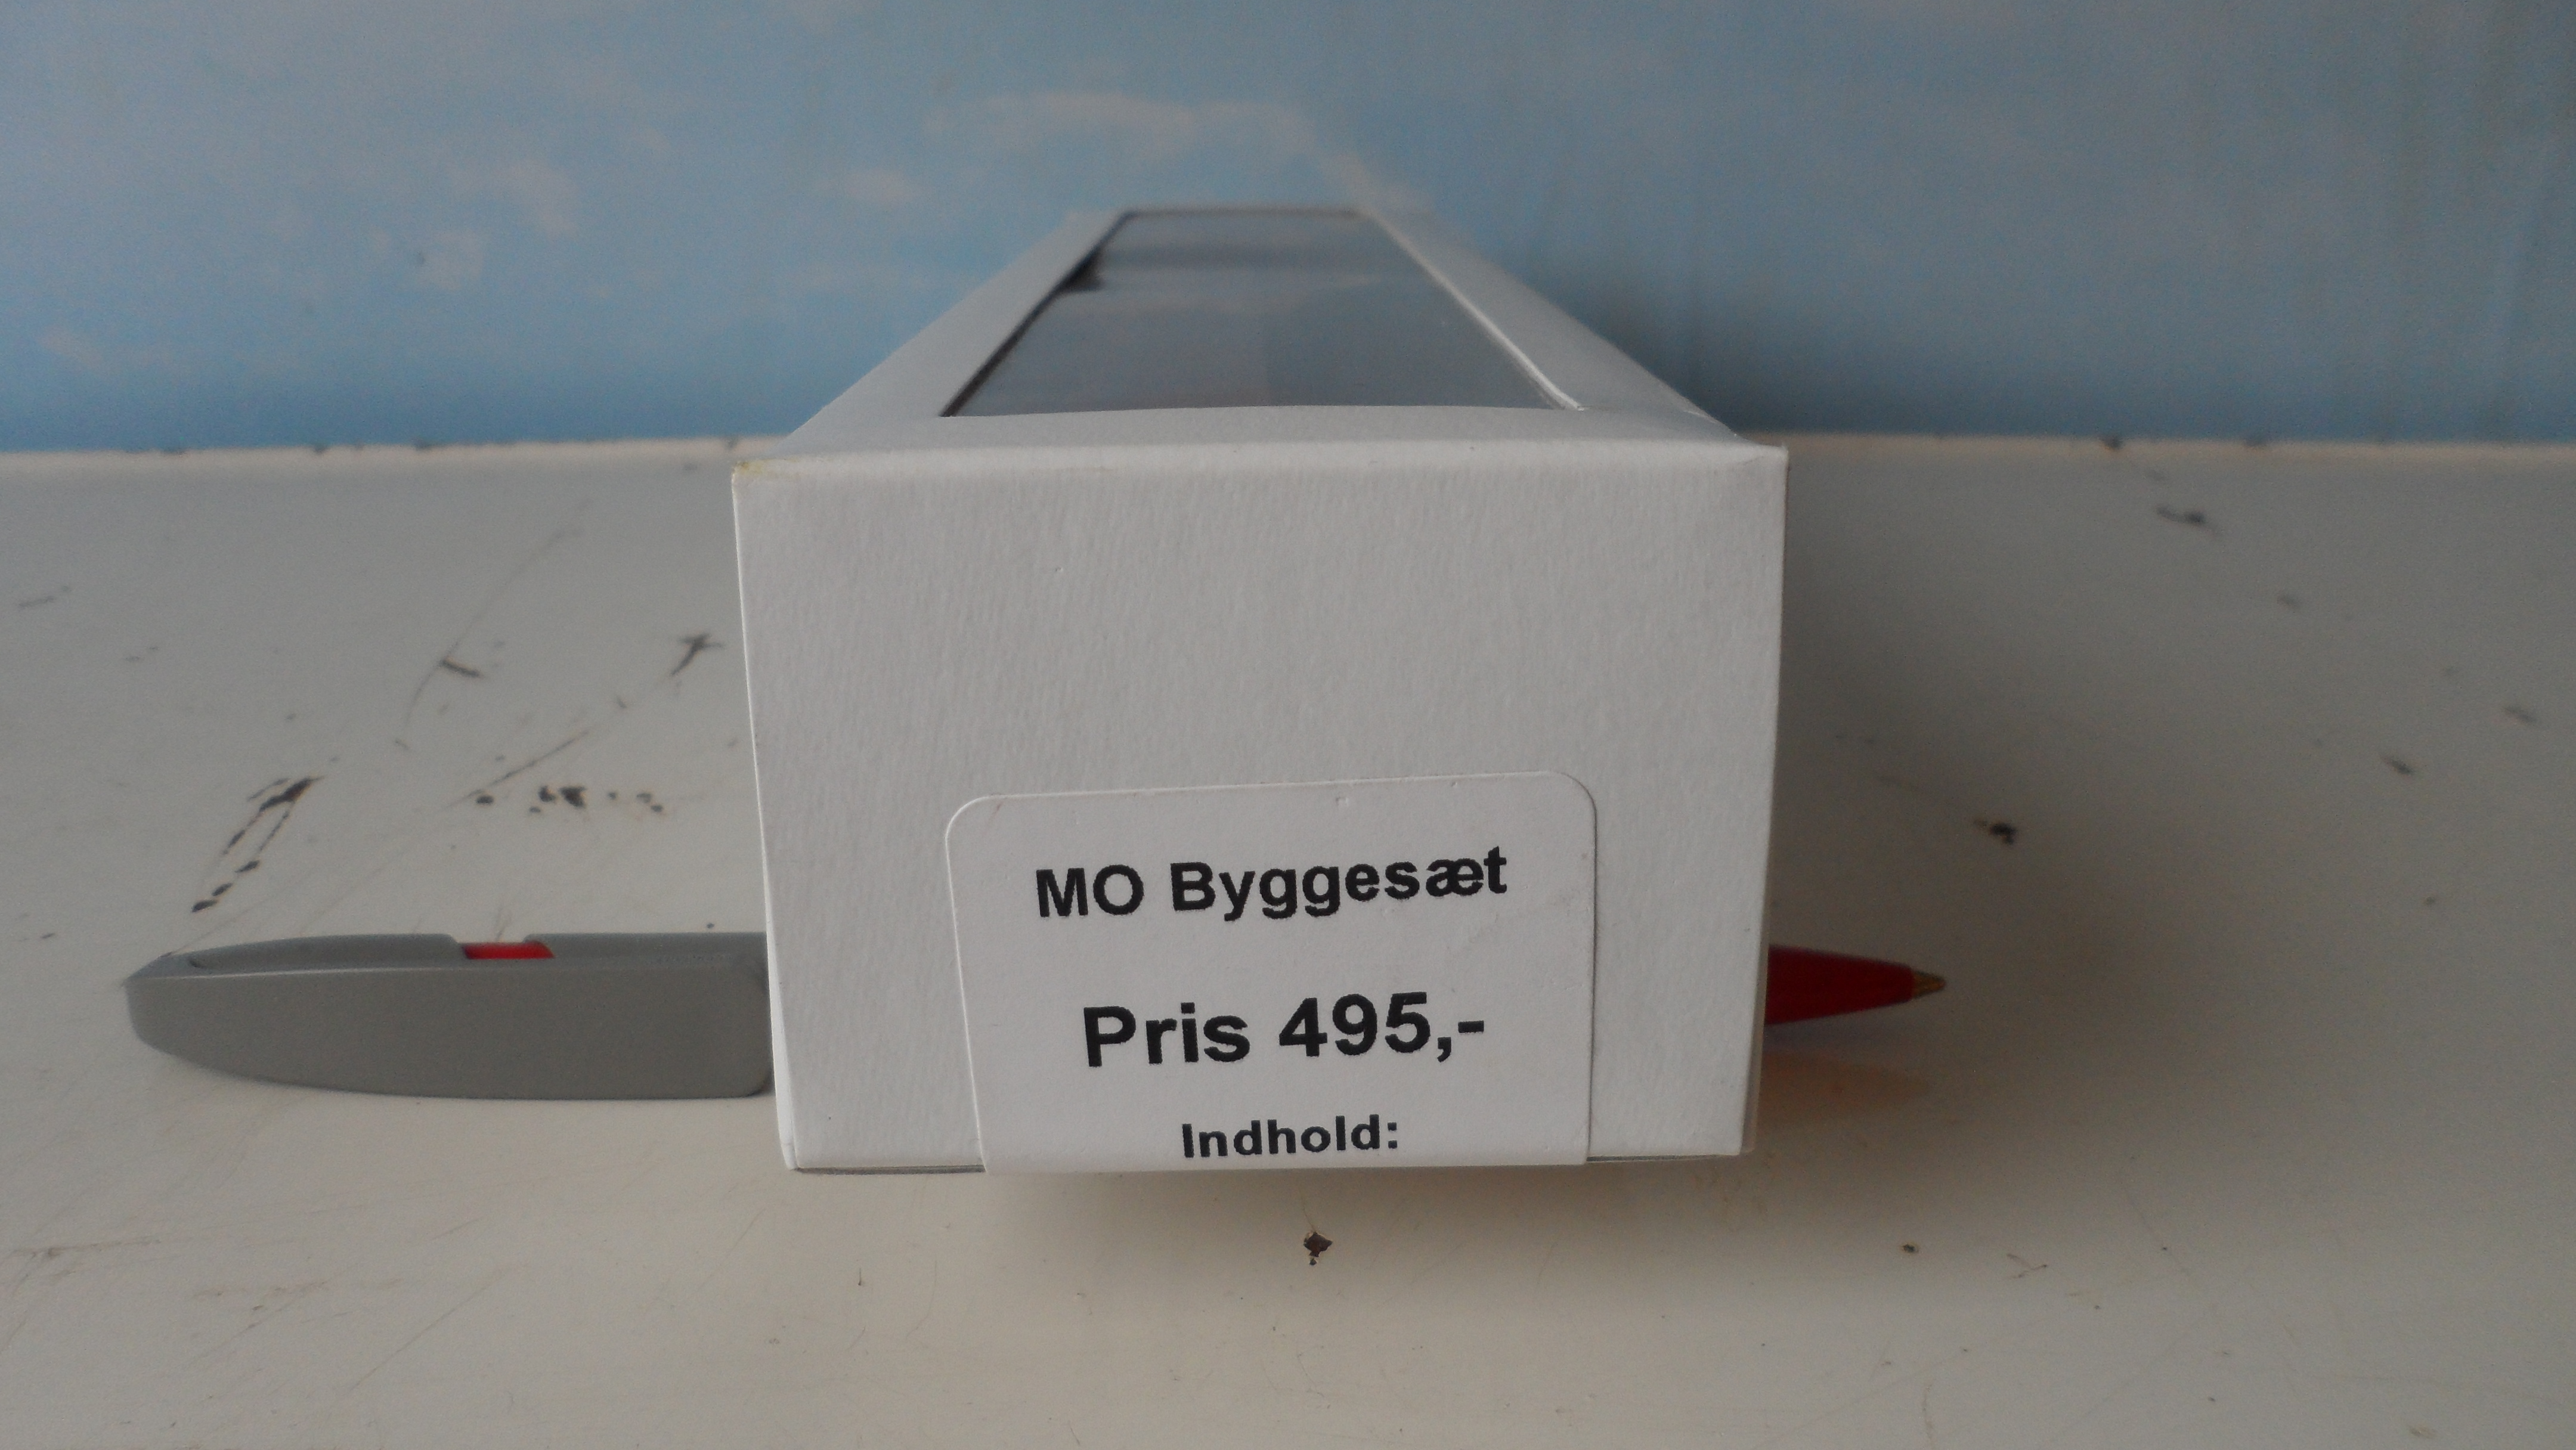 MO Byggesæt
Pris 495,-
Indhold: